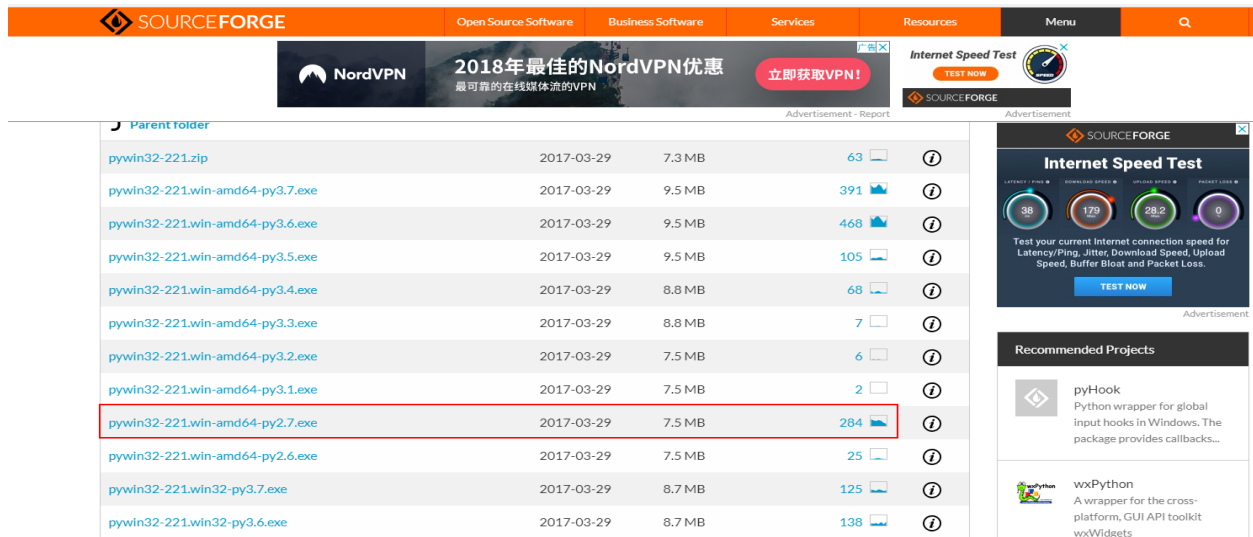 SOURCEFORGE
Open Source Software
Business Software
Services
Resources
Menu
NordVPN
2018年最佳的NordVPN优惠
最可靠的在线媒体流的VPN
立即获取VPN!
广告
Advertisement - Report
Internet Speed Test
TEST NOW
SPEED
SOURCEFORGE
Advertisement
Parent folder
pywin32-221.zip 2017-03-29 7.3 MB 63
pywin32-221.win-amd64-py3.7.exe 2017-03-29 9.5 MB 391
pywin32-221.win-amd64-py3.6.exe 2017-03-29 9.5 MB 468
pywin32-221.win-amd64-py3.5.exe 2017-03-29 9.5 MB 105
pywin32-221.win-amd64-py3.4.exe 2017-03-29 8.8 MB 68
pywin32-221.win-amd64-py3.3.exe 2017-03-29 8.8 MB 7
pywin32-221.win-amd64-py3.2.exe 2017-03-29 7.5 MB 6
pywin32-221.win-amd64-py3.1.exe 2017-03-29 7.5 MB 2
pywin32-221.win-amd64-py2.7.exe 2017-03-29 7.5 MB 284
pywin32-221.win-amd64-py2.6.exe 2017-03-29 7.5 MB 25
pywin32-221.win32-py3.7.exe 2017-03-29 8.7 MB 125
pywin32-221.win32-py3.6.exe 2017-03-29 8.7 MB 138
SOURCEFORGE
Internet Speed Test
LATENCY / PING
DOWNLOAD SPEED
UPLOAD SPEED
PACKET LOSS
38
179
28.2
0
Test your current Internet connection speed for
Latency/Ping, Jitter, Download Speed, Upload
Speed, Buffer Bloat and Packet Loss.
TEST NOW
Advertisement
Recommended Projects
pyHook
Python wrapper for global
input hooks in Windows. The
package provides callbacks...
wxPython
wxPython
A wrapper for the cross-
platform, GUI API toolkit
wxWidgets